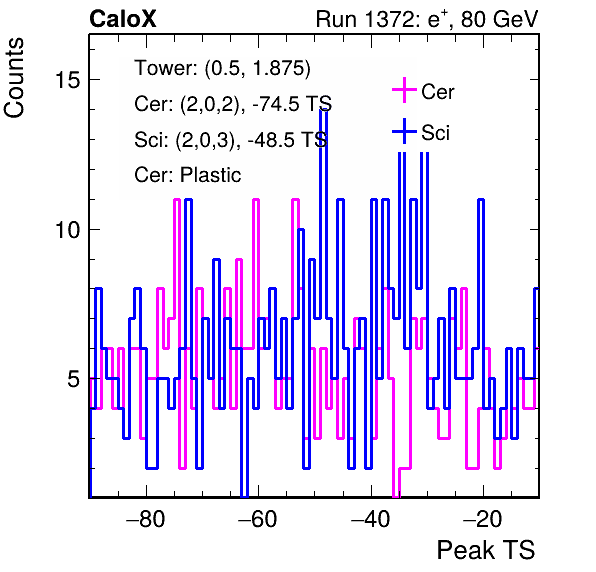 CaloX Run 1372: e+, 80 GeV
Counts
Tower: (0.5, 1.875)
Cer: (2,0,2), -74.5 TS
Sci: (2,0,3), -48.5 TS
Cer: Plastic
Cer
Sci
15
10
5
−80 −60 −40 −20
Peak TS